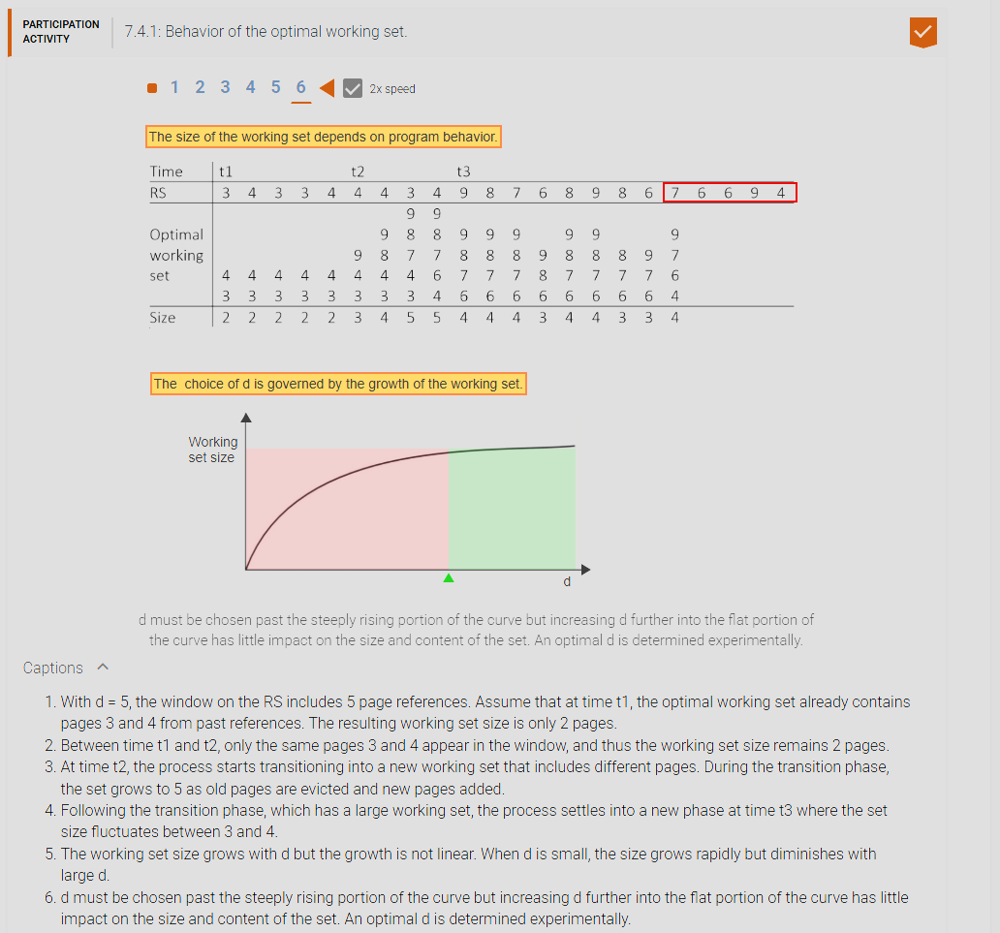 PARTICIPATION
ACTIVITY
7.4.1: Behavior of the optimal working set.
1 2 3 4 5 6 2x speed
The size of the working set depends on program behavior.
Time t1 t2 t3
RS 3 4 3 3 4 4 4 3 4 9 8 7 6 8 9 8 6 7 6 6 9 4
9 9
Optimal 9 8 8 9 9 9 9 9 9
working 9 8 7 7 8 8 8 9 8 8 8 9 7
set 4 4 4 4 4 4 4 4 6 7 7 7 8 7 7 7 7 6
3 3 3 3 3 3 3 3 4 6 6 6 6 6 6 6 6 4
Size 2 2 2 2 2 3 4 5 5 4 4 4 3 4 4 3 3 4
The choice of d is governed by the growth of the working set.
Working
set size
d
d must be chosen past the steeply rising portion of the curve but increasing d further into the flat portion of
the curve has little impact on the size and content of the set. An optimal d is determined experimentally.
Captions
1. With d = 5, the window on the RS includes 5 page references. Assume that at time t1, the optimal working set already contains
pages 3 and 4 from past references. The resulting working set size is only 2 pages.
2. Between time t1 and t2, only the same pages 3 and 4 appear in the window, and thus the working set size remains 2 pages.
3. At time t2, the process starts transitioning into a new working set that includes different pages. During the transition phase,
the set grows to 5 as old pages are evicted and new pages added.
4. Following the transition phase, which has a large working set, the process settles into a new phase at time t3 where the set
size fluctuates between 3 and 4.
5. The working set size grows with d but the growth is not linear. When d is small, the size grows rapidly but diminishes with
large d.
6. d must be chosen past the steeply rising portion of the curve but increasing d further into the flat portion of the curve has little
impact on the size and content of the set. An optimal d is determined experimentally.